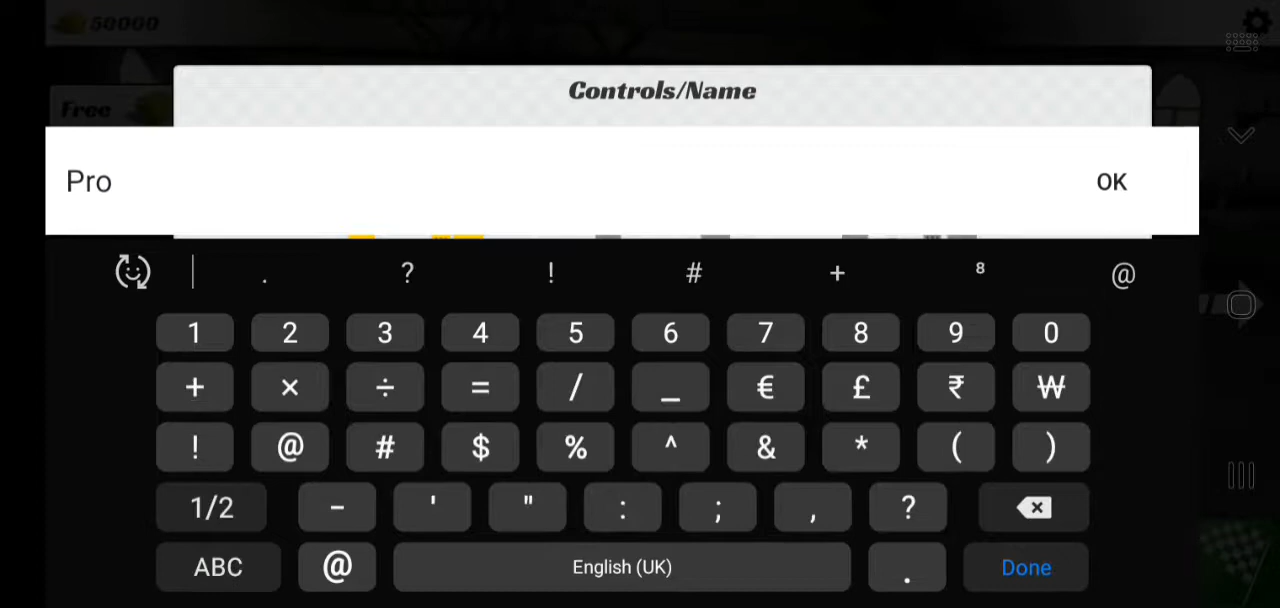 50000
Free
Controls/Name
Pro
OK
. ? ! # + 8 @
1 2 3 4 5 6 7 8 9 0
+ × ÷ = / _ € £ ₹ ₩
! @ # $ % ^ & * ( )
1/2 - ' " : ; , ?
ABC @ English (UK) . Done